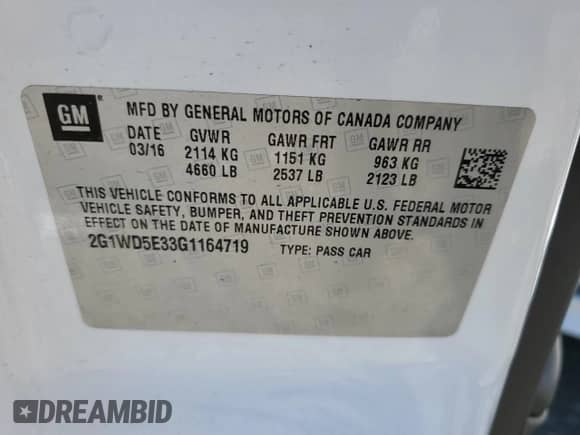 GM
MFD BY GENERAL MOTORS OF CANADA COMPANY
DATE GVWR GAWR FRT GAWR RR
03/16 2114 KG 1151 KG 963 KG
4660 LB 2537 LB 2123 LB
THIS VEHICLE CONFORMS TO ALL APPLICABLE U.S. FEDERAL MOTOR
VEHICLE SAFETY, BUMPER, AND THEFT PREVENTION STANDARDS IN
EFFECT ON THE DATE OF MANUFACTURE SHOWN ABOVE.
2G1WD5E33G1164719 TYPE: PASS CAR
DREAMBID